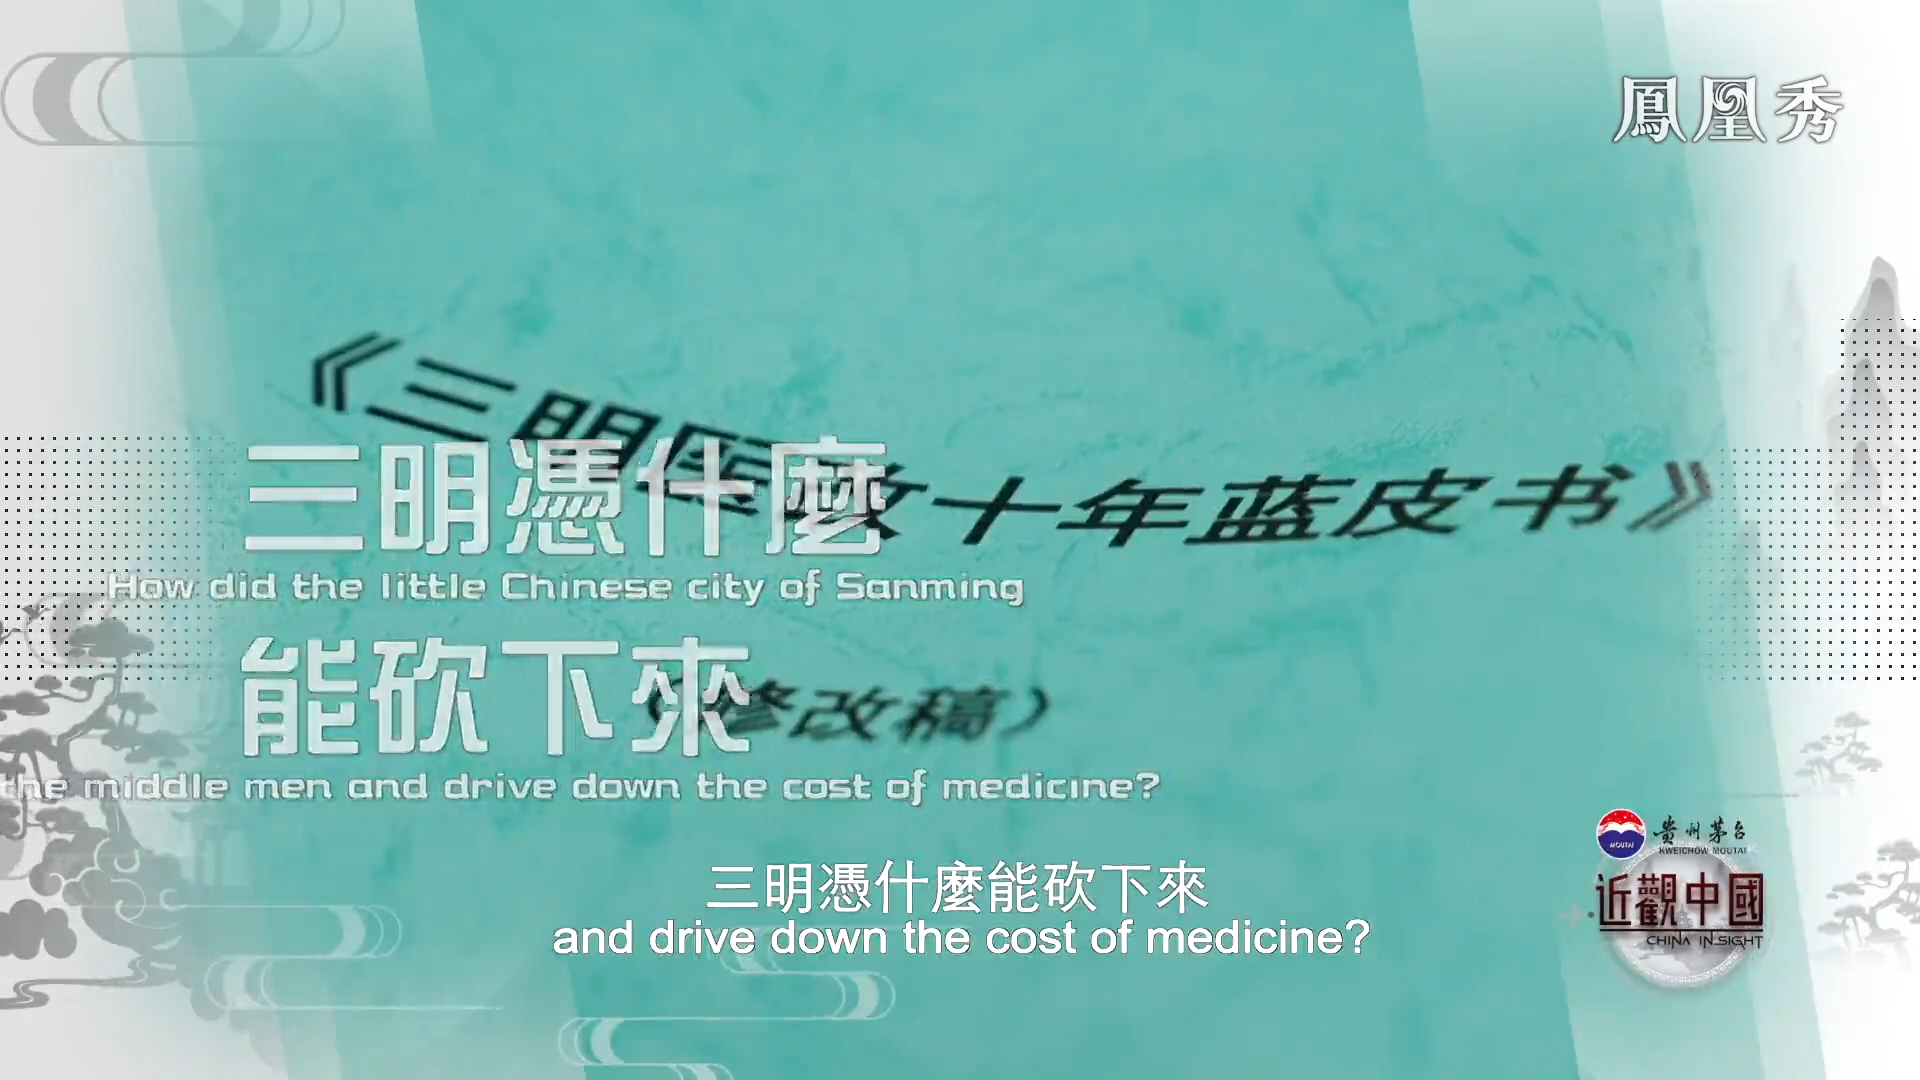 鳳凰秀
《三明医改十年蓝皮书》
三明憑什麼
How did the little Chinese city of Sanming
能砍下來
(修改稿)
the middle men and drive down the cost of medicine?
貴州茅台
MOUTAI
KWEICHOW MOUTAI
三明憑什麼能砍下來
近觀中國
and drive down the cost of medicine?
CHINA INSIGHT